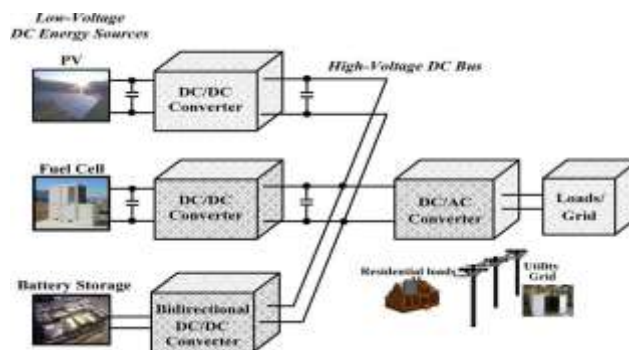 Low-Voltage
DC Energy Sources
PV
High-Voltage DC Bus
DC/DC
Converter
Fuel Cell
DC/DC
Converter
DC/AC
Converter
Loads/
Grid
Battery Storage
Bidirectional
DC/DC
Converter
Residential loads
Utility
Grid